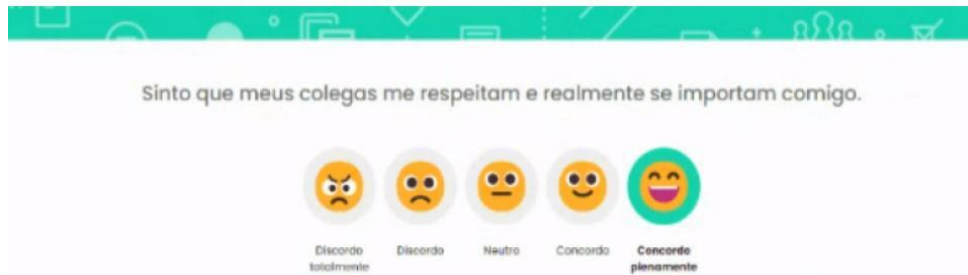 Sinto que meus colegas me respeitam e realmente se importam comigo.
Discordo totalmente
Discordo
Neutro
Concordo
Concordo plenamente